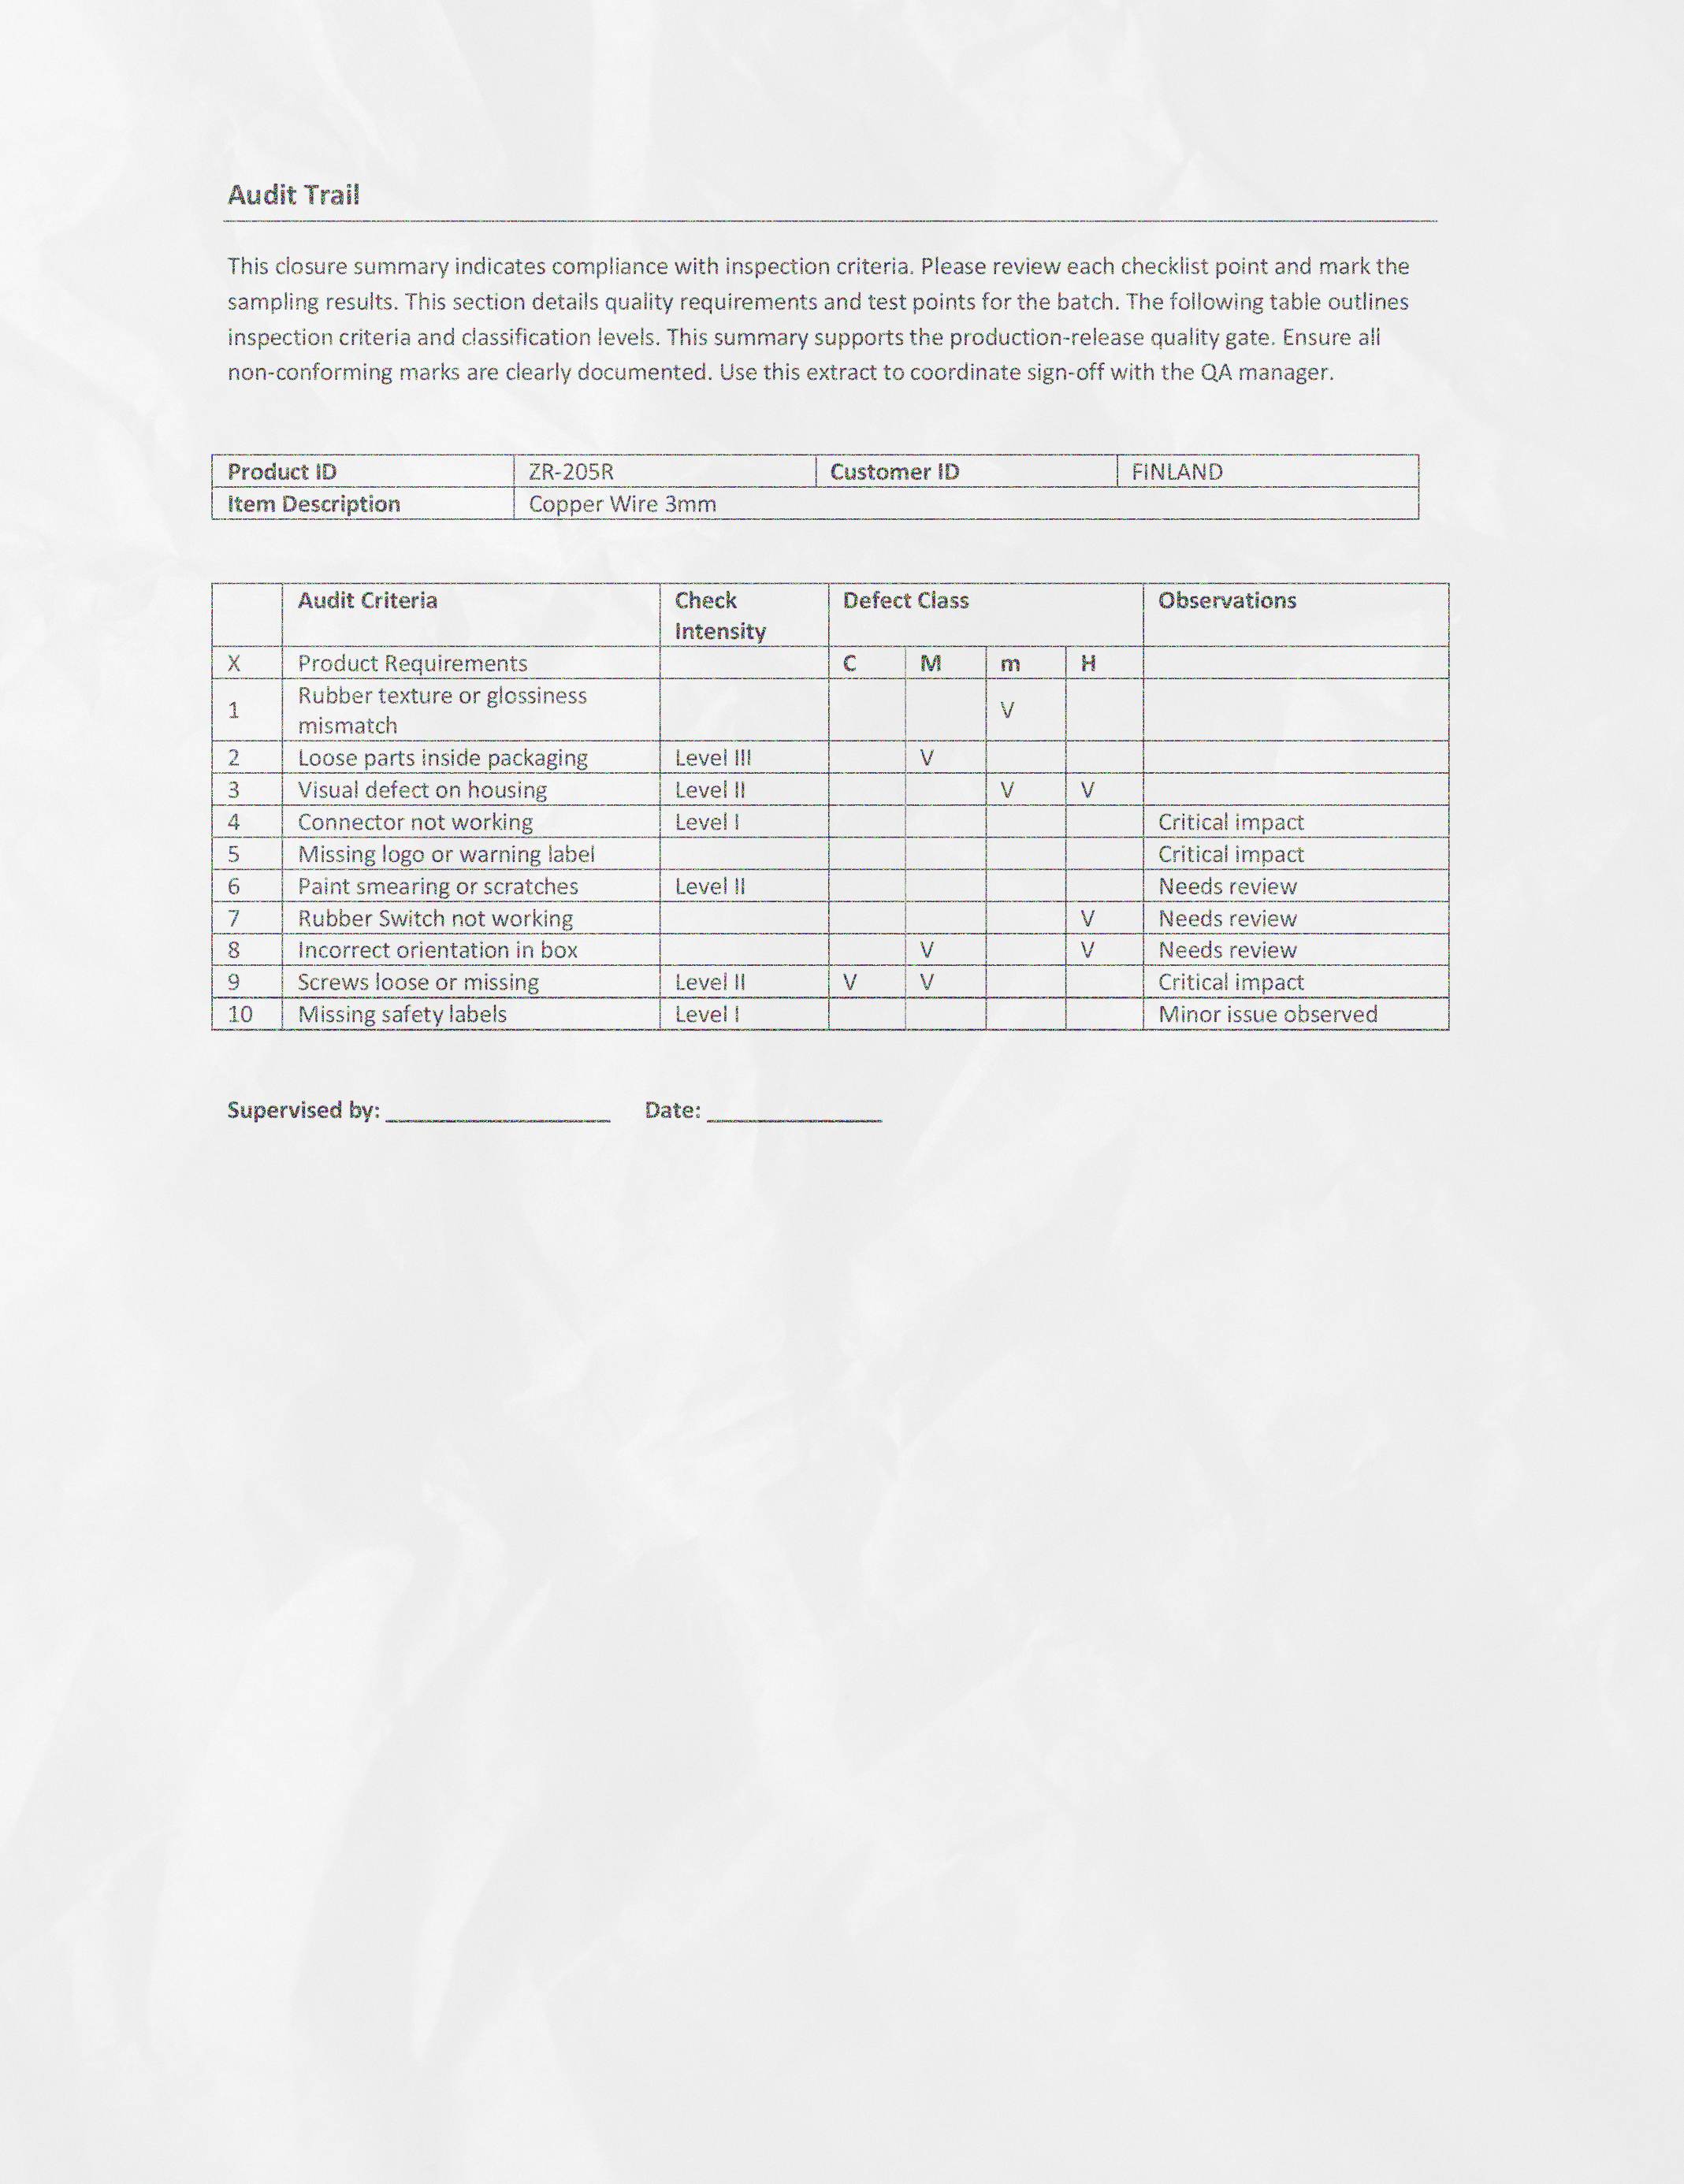 Audit Trail
This closure summary indicates compliance with inspection criteria. Please review each checklist point and mark the
sampling results. This section details quality requirements and test points for the batch. The following table outlines
inspection criteria and classification levels. This summary supports the production-release quality gate. Ensure all
non-conforming marks are clearly documented. Use this extract to coordinate sign-off with the QA manager.
Product ID ZR-205R Customer ID FINLAND
Item Description Copper Wire 3mm
Audit Criteria Check Defect Class Observations
Intensity
X Product Requirements C M m H
Rubber texture or glossiness
1 V
mismatch
2 Loose parts inside packaging Level III V
3 Visual defect on housing Level II V V
4 Connector not working Level I Critical impact
5 Missing logo or warning label Critical impact
6 Paint smearing or scratches Level II Needs review
7 Rubber Switch not working V Needs review
8 Incorrect orientation in box V V Needs review
9 Screws loose or missing Level II V V Critical impact
10 Missing safety labels Level I Minor issue observed
Supervised by: ____________________ Date: ________________